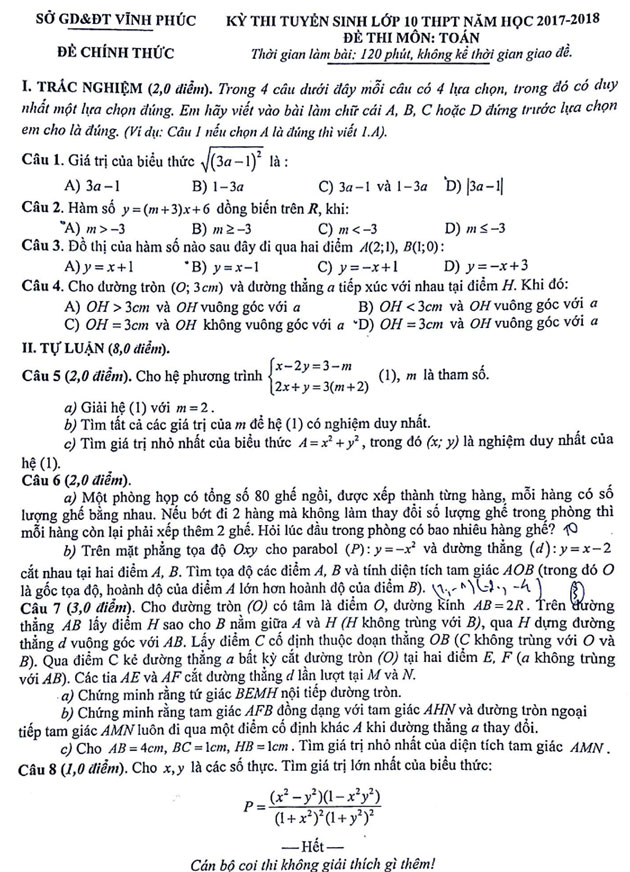 SỞ GD&ĐT VĨNH PHÚC KỲ THI TUYỂN SINH LỚP 10 THPT NĂM HỌC 2017-2018
ĐỀ THI MÔN: TOÁN
ĐỀ CHÍNH THỨC Thời gian làm bài: 120 phút, không kể thời gian giao đề.
I. TRẮC NGHIỆM (2,0 điểm). Trong 4 câu dưới đây mỗi câu có 4 lựa chọn, trong đó có duy
nhất một lựa chọn đúng. Em hãy viết vào bài làm chữ cái A, B, C hoặc D đứng trước lựa chọn
em cho là đúng. (Ví dụ: Câu 1 nếu chọn A là đúng thì viết 1.A).
Câu 1. Giá trị của biểu thức √(3a−1)² là :
A) 3a−1 B) 1−3a C) 3a−1 và 1−3a D) |3a−1|
Câu 2. Hàm số y=(m+3)x+6 đồng biến trên R, khi:
A) m>−3 B) m≥−3 C) m<−3 D) m≤−3
Câu 3. Đồ thị của hàm số nào sau đây đi qua hai điểm A(2;1), B(1;0):
A) y=x+1 B) y=x−1 C) y=−x+1 D) y=−x+3
Câu 4. Cho đường tròn (O; 3cm) và đường thẳng a tiếp xúc với nhau tại điểm H. Khi đó:
A) OH > 3cm và OH vuông góc với a B) OH < 3cm và OH vuông góc với a
C) OH = 3cm và OH không vuông góc với a D) OH = 3cm và OH vuông góc với a
II. TỰ LUẬN (8,0 điểm).
Câu 5 (2,0 điểm). Cho hệ phương trình {x−2y=3−m
2x+y=3(m+2) (1), m là tham số.
a) Giải hệ (1) với m=2.
b) Tìm tất cả các giá trị của m để hệ (1) có nghiệm duy nhất.
c) Tìm giá trị nhỏ nhất của biểu thức A=x²+y², trong đó (x; y) là nghiệm duy nhất của
hệ (1).
Câu 6 (2,0 điểm).
a) Một phòng họp có tổng số 80 ghế ngồi, được xếp thành từng hàng, mỗi hàng có số
lượng ghế bằng nhau. Nếu bớt đi 2 hàng mà không làm thay đổi số lượng ghế trong phòng thì
mỗi hàng còn lại phải xếp thêm 2 ghế. Hỏi lúc đầu trong phòng có bao nhiêu hàng ghế? 10
b) Trên mặt phẳng tọa độ Oxy cho parabol (P): y=−x² và đường thẳng (d): y=x−2
cắt nhau tại hai điểm A, B. Tìm tọa độ các điểm A, B và tính diện tích tam giác AOB (trong đó O
là gốc tọa độ, hoành độ của điểm A lớn hơn hoành độ của điểm B).
Câu 7 (3,0 điểm). Cho đường tròn (O) có tâm là điểm O, đường kính AB=2R. Trên đường
thẳng AB lấy điểm H sao cho B nằm giữa A và H (H không trùng với B), qua H dựng đường
thẳng d vuông góc với AB. Lấy điểm C cố định thuộc đoạn thẳng OB (C không trùng với O và
B). Qua điểm C kẻ đường thẳng a bất kỳ cắt đường tròn (O) tại hai điểm E, F (a không trùng
với AB). Các tia AE và AF cắt đường thẳng d lần lượt tại M và N.
a) Chứng minh rằng tứ giác BEMH nội tiếp đường tròn.
b) Chứng minh rằng tam giác AFB đồng dạng với tam giác AHN và đường tròn ngoại
tiếp tam giác AMN luôn đi qua một điểm cố định khác A khi đường thẳng a thay đổi.
c) Cho AB=4cm, BC=1cm, HB=1cm. Tìm giá trị nhỏ nhất của diện tích tam giác AMN.
Câu 8 (1,0 điểm). Cho x,y là các số thực. Tìm giá trị lớn nhất của biểu thức:
P = (x²−y²)(1−x²y²) / (1+x²)²(1+y²)²
—Hết—
Cán bộ coi thi không giải thích gì thêm!